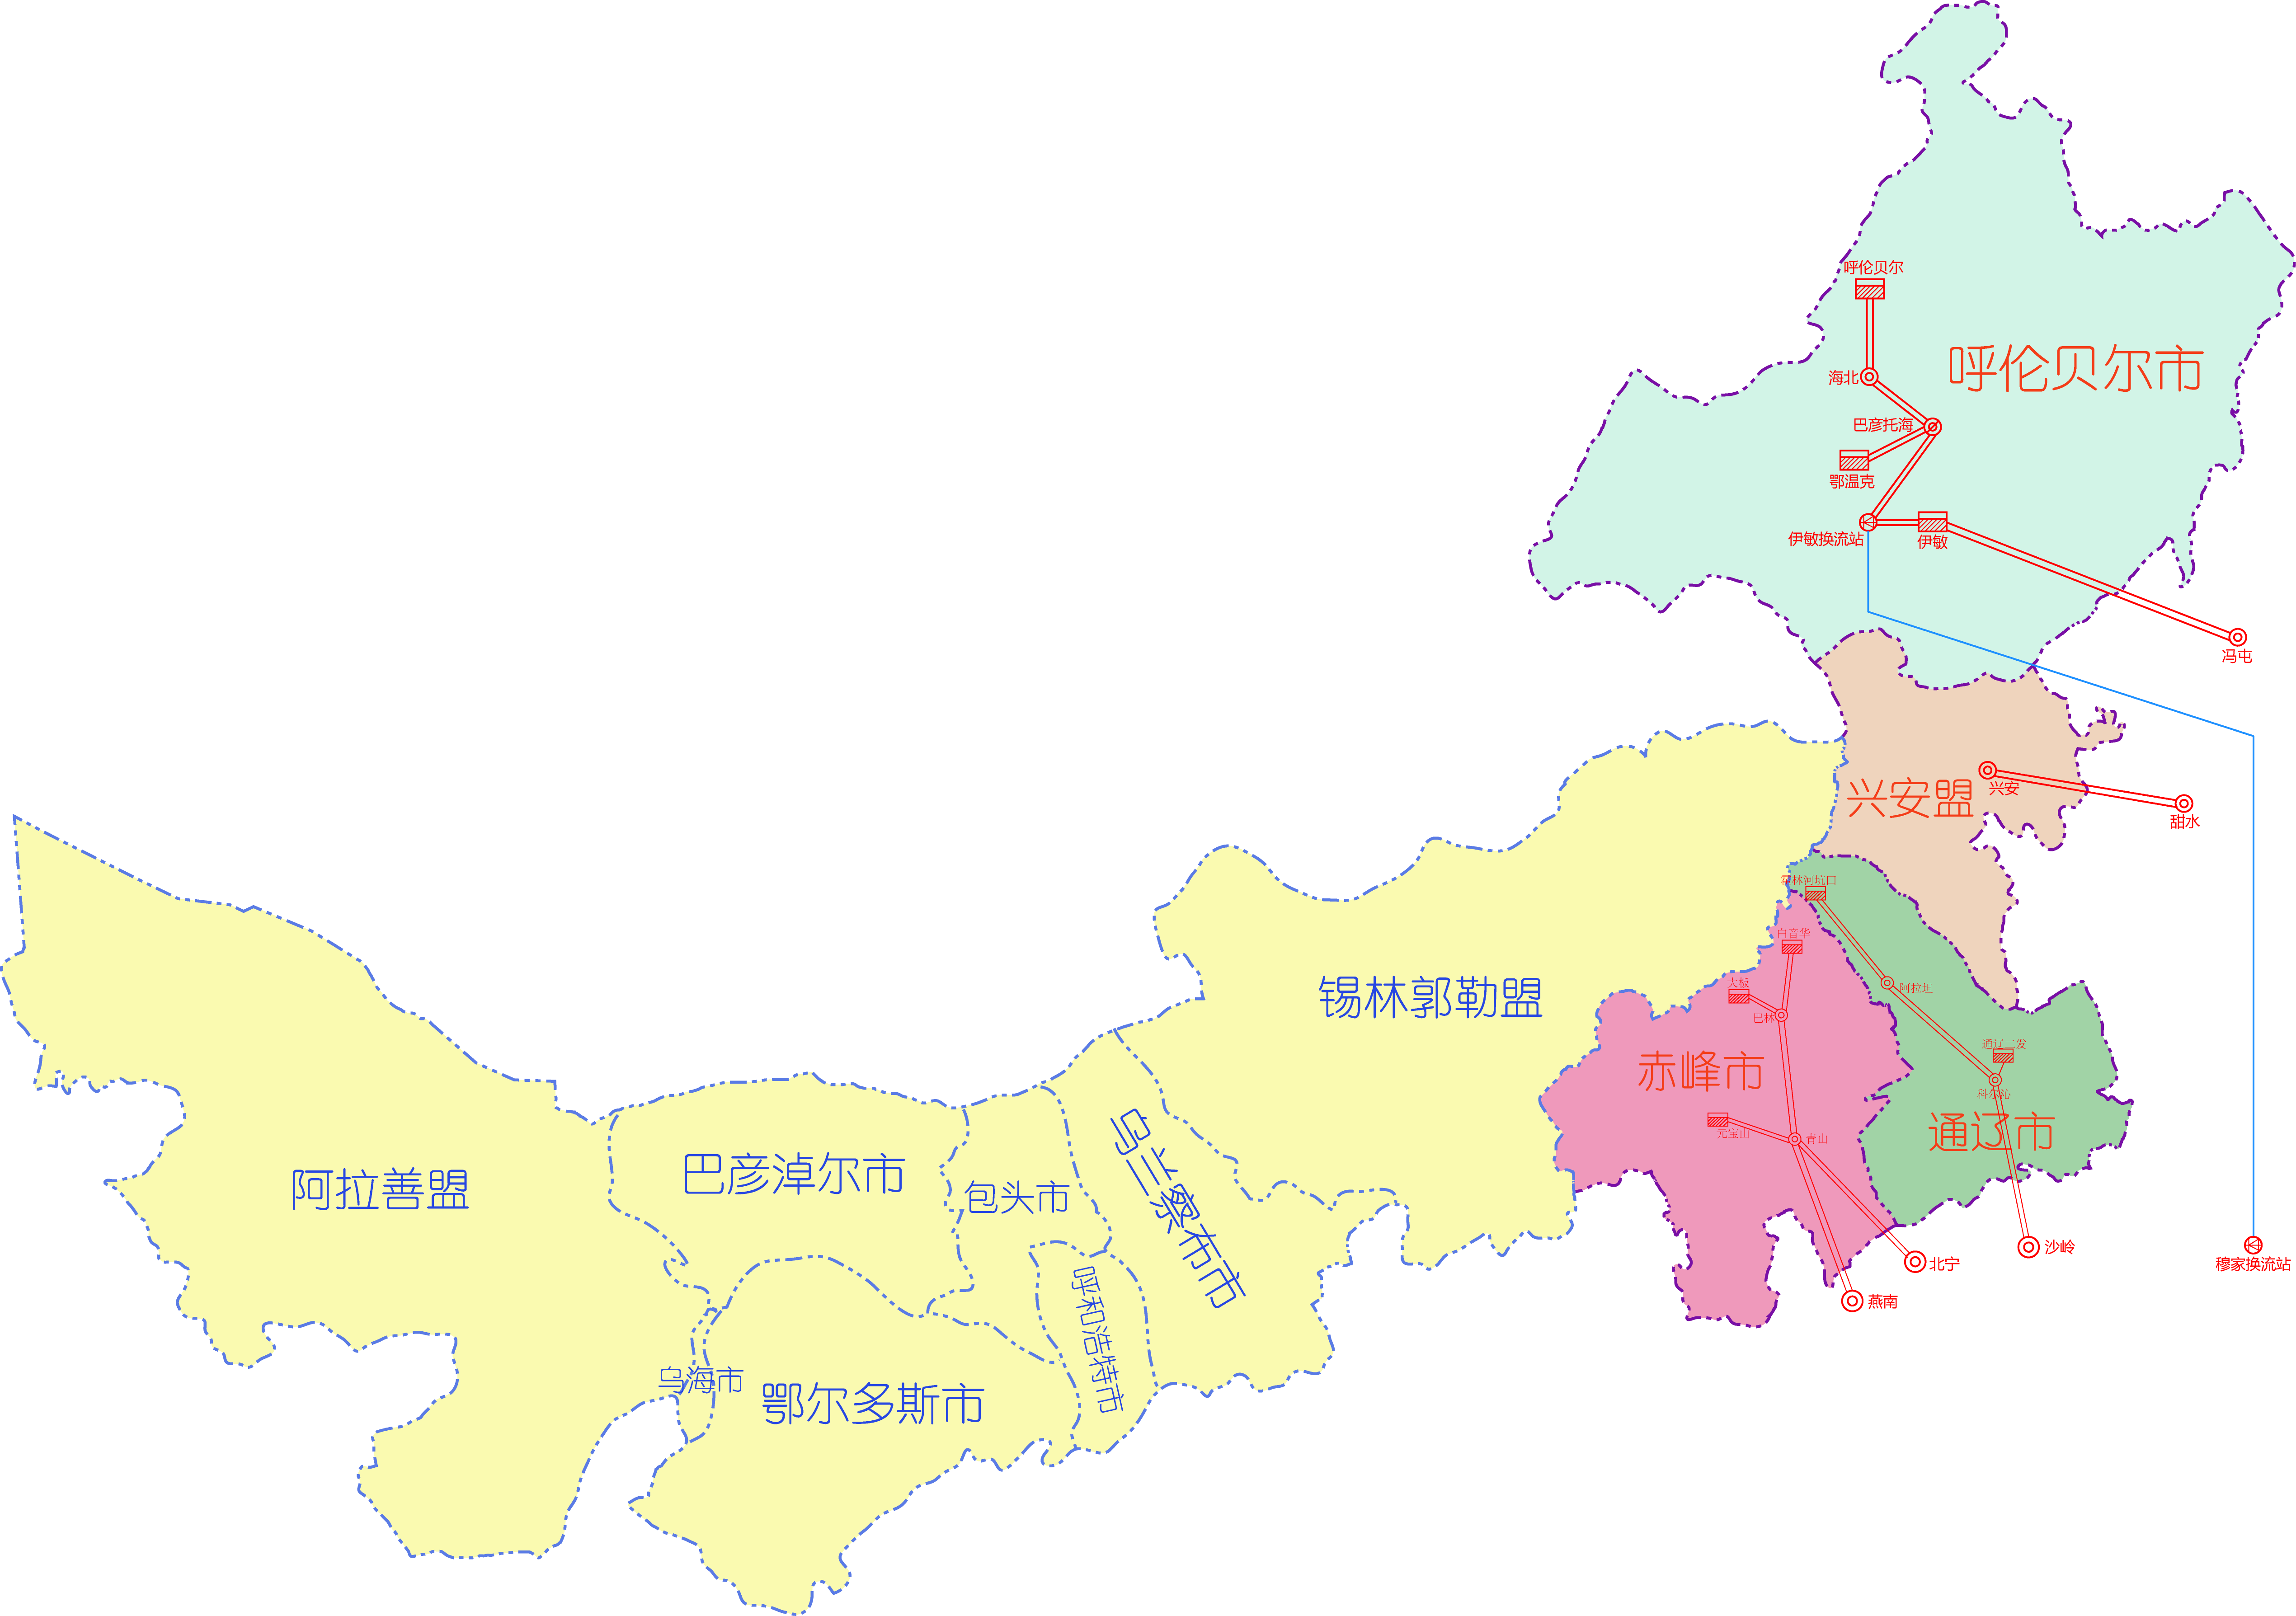 呼伦贝尔
呼伦贝尔市
海北
巴彦托海
鄂温克
伊敏换流站
伊敏
冯屯
兴安盟
兴安
甜水
霍林河坑口
白音华
大板
阿拉坦
巴林
锡林郭勒盟
赤峰市
通辽二发
科尔沁
通辽市
元宝山
青山
阿拉善盟
巴彦淖尔市
包头市
乌兰察布市
呼和浩特市
乌海市
鄂尔多斯市
沙岭
北宁
燕南
穆家换流站